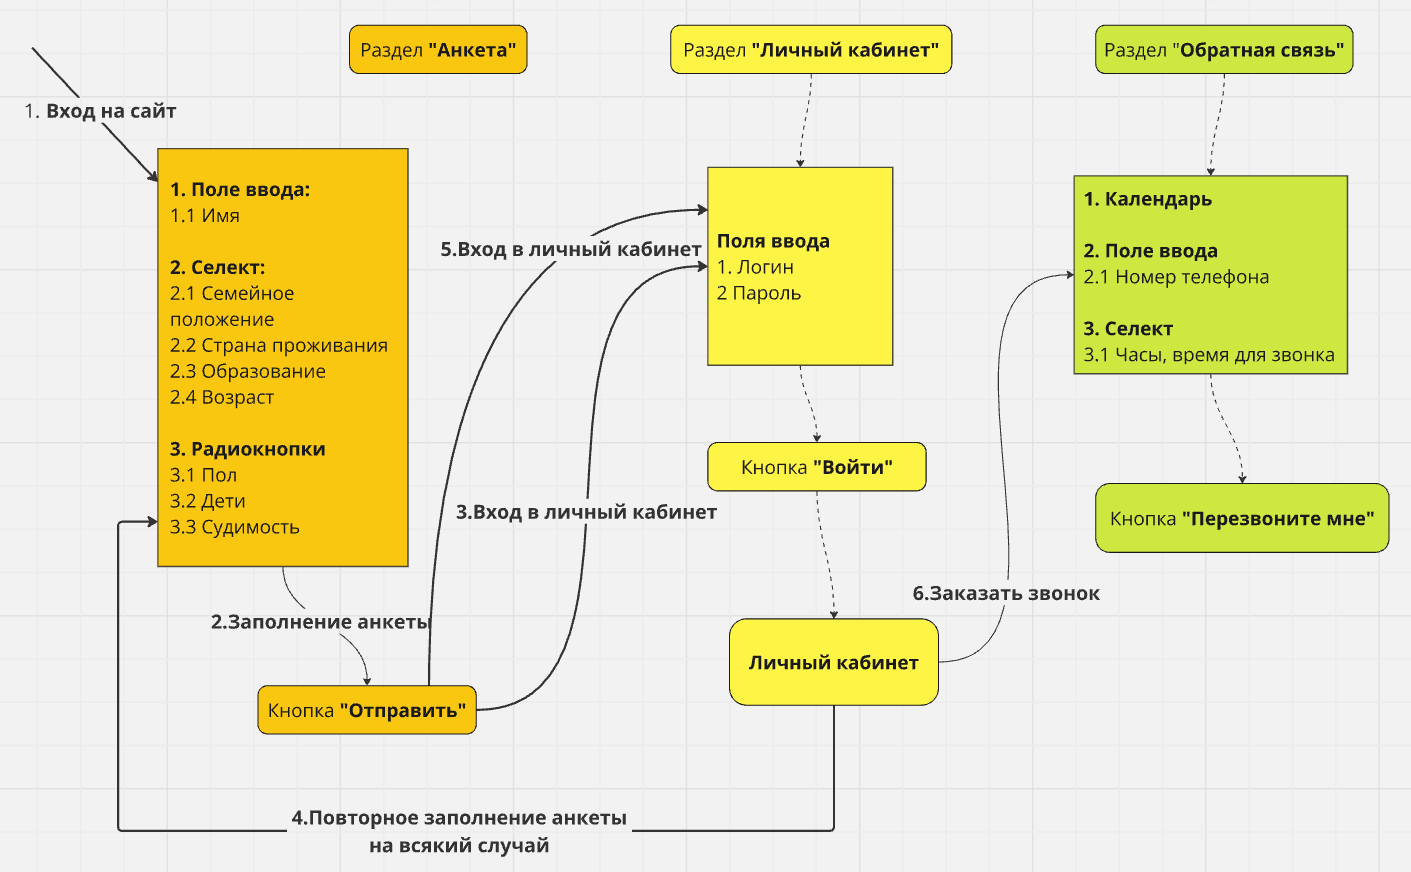 Раздел "Анкета"
Раздел "Личный кабинет"
Раздел "Обратная связь"
1. Вход на сайт
1. Поле ввода:
1.1 Имя
2. Селект:
2.1 Семейное
положение
2.2 Страна проживания
2.3 Образование
2.4 Возраст
3. Радиокнопки
3.1 Пол
3.2 Дети
3.3 Судимость
2.Заполнение анкеты
Кнопка "Отправить"
5.Вход в личный кабинет
3.Вход в личный кабинет
Поля ввода
1. Логин
2 Пароль
Кнопка "Войти"
Личный кабинет
4.Повторное заполнение анкеты
на всякий случай
6.Заказать звонок
1. Календарь
2. Поле ввода
2.1 Номер телефона
3. Селект
3.1 Часы, время для звонка
Кнопка "Перезвоните мне"